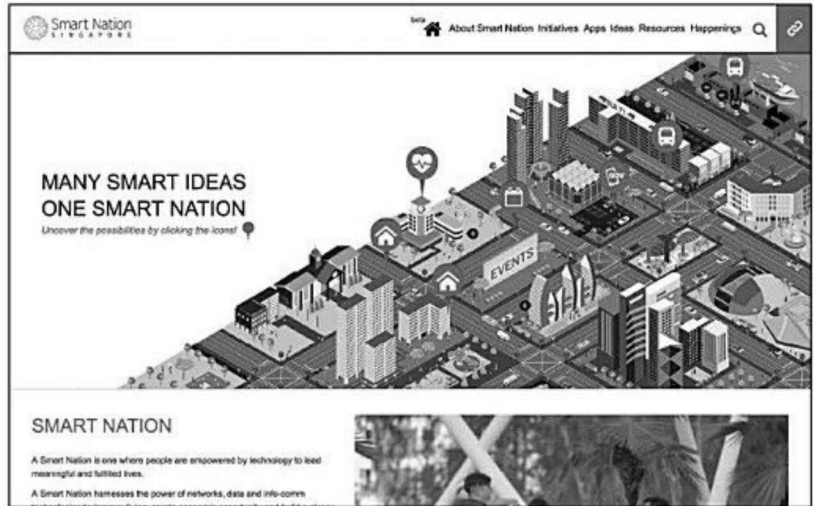 Smart Nation
SINGAPORE
beta
About Smart Nation Initiatives Apps Ideas Resources Happenings
MANY SMART IDEAS
ONE SMART NATION
Uncover the possibilities by clicking the icons!
GOV
EVENTS
SMART NATION
A Smart Nation is one where people are empowered by technology to lead
meaningful and fulfilled lives.
A Smart Nation harnesses the power of networks, data and info-comm